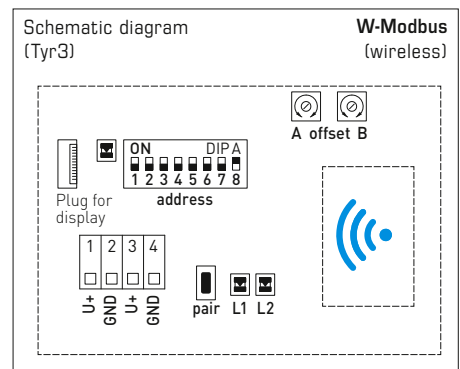 Schematic diagram
(Tyr3)
W-Modbus
(wireless)
A offset B
ON DIP A
1 2 3 4 5 6 7 8
address
Plug for
display
1 2 3 4
U+ GND U+ GND
pair L1 L2